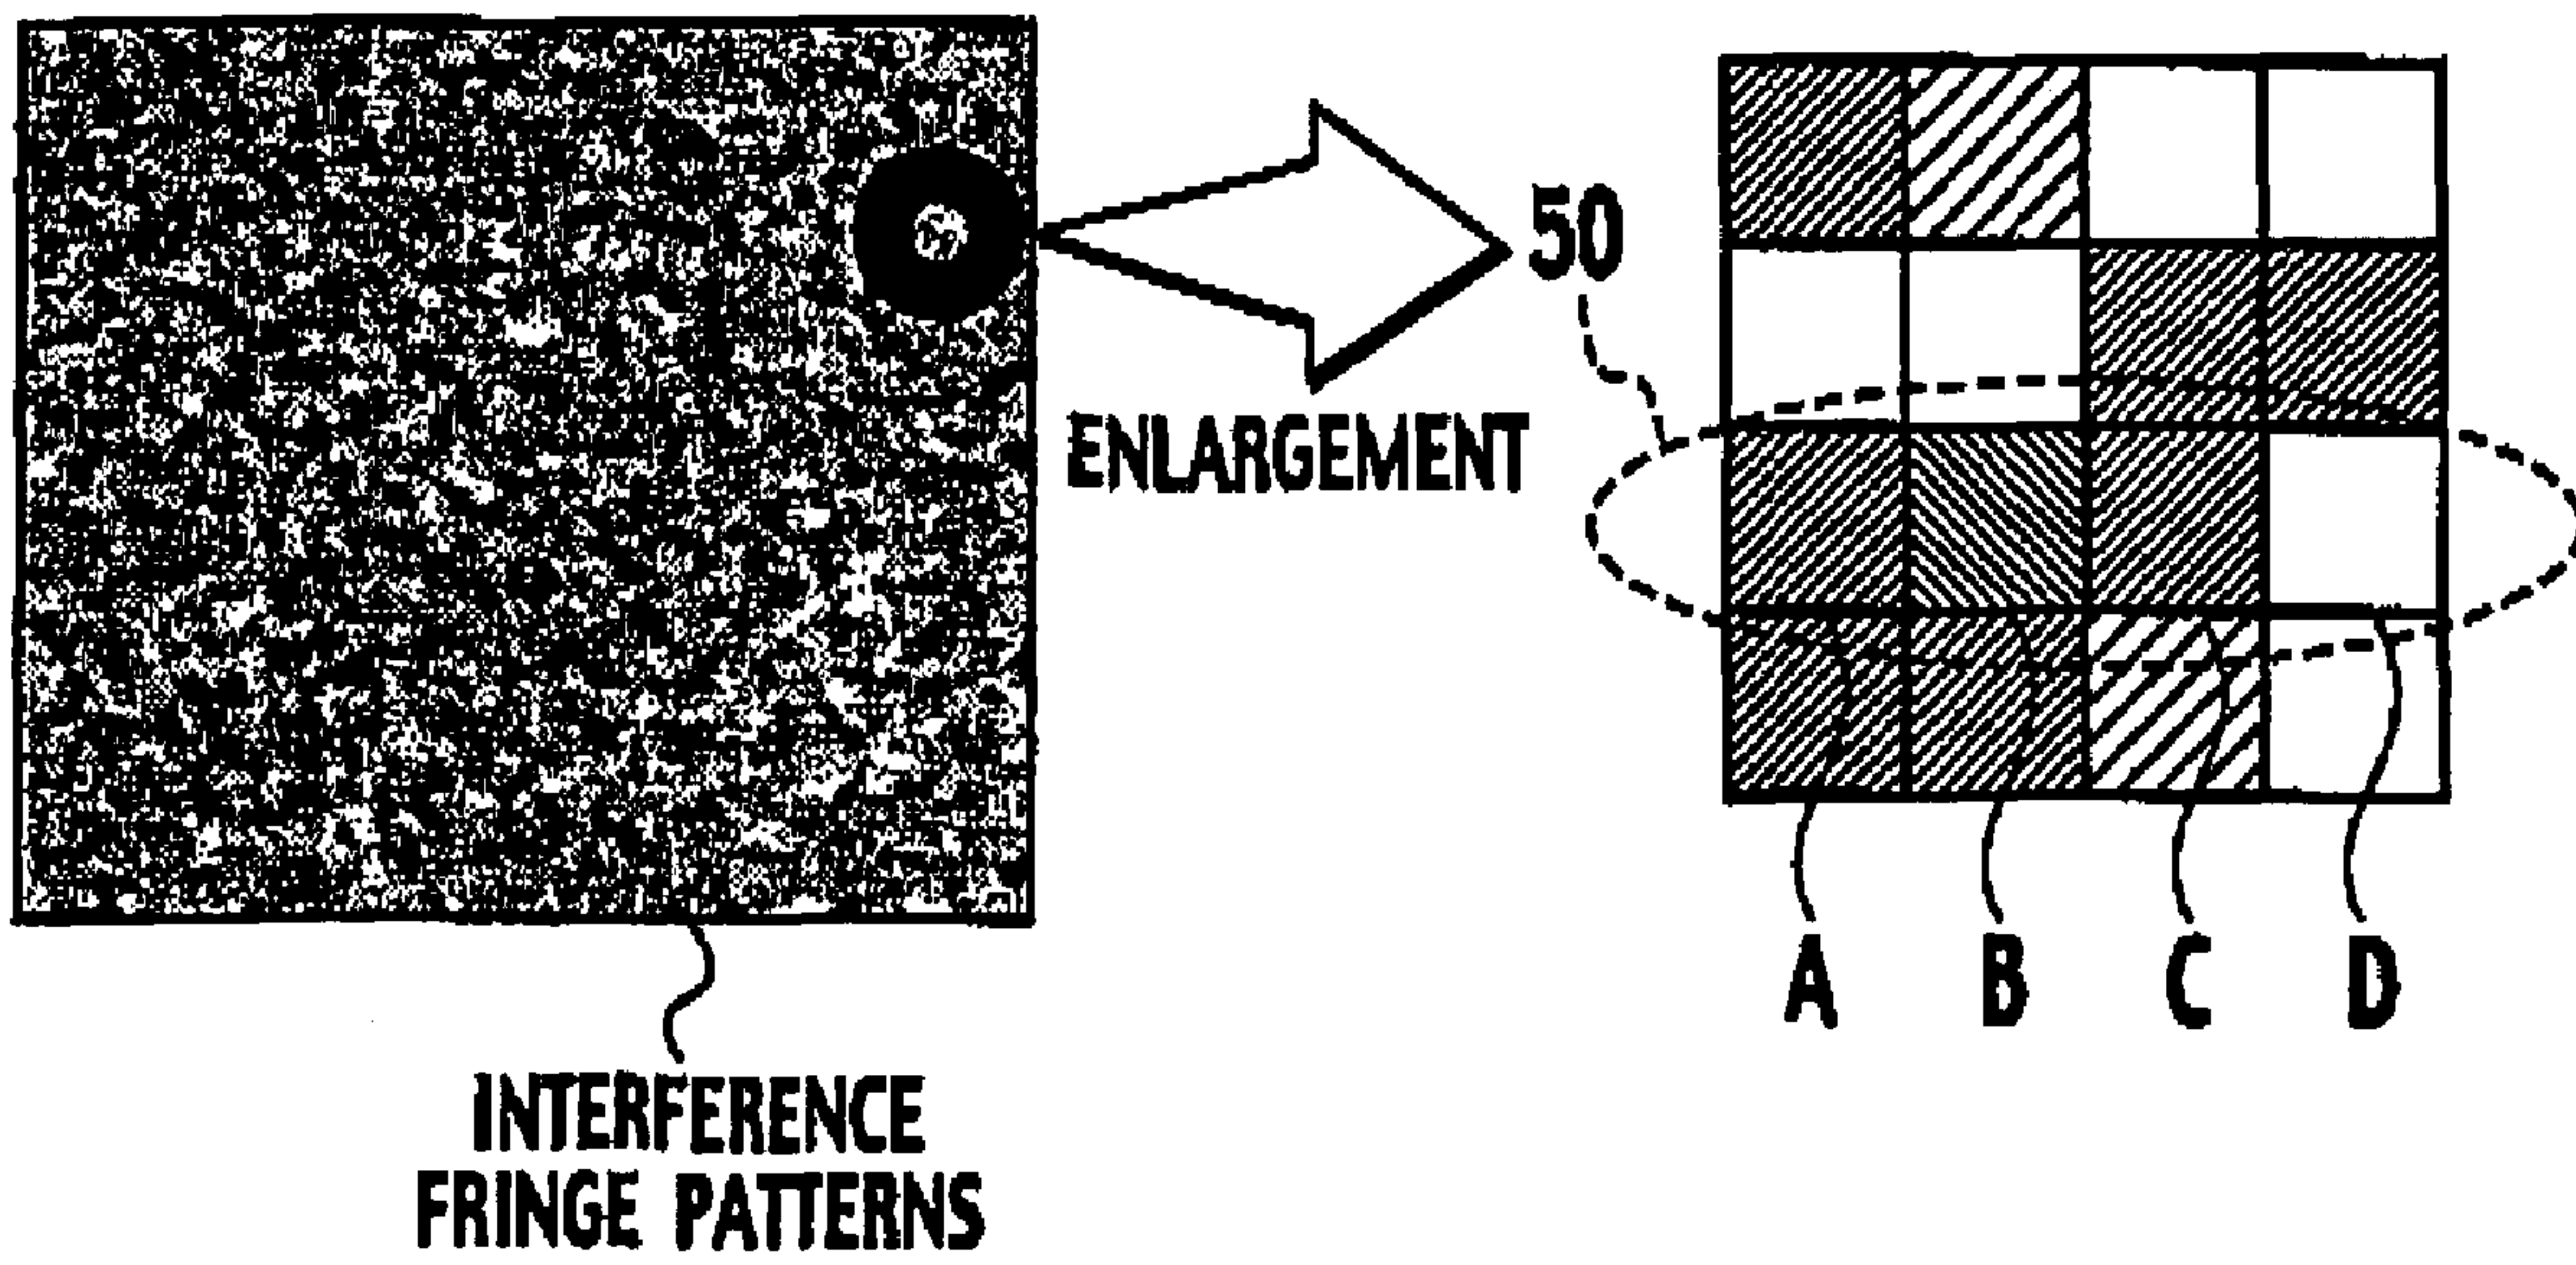 50
ENLARGEMENT
A B C D
INTERFERENCE
FRINGE PATTERNS